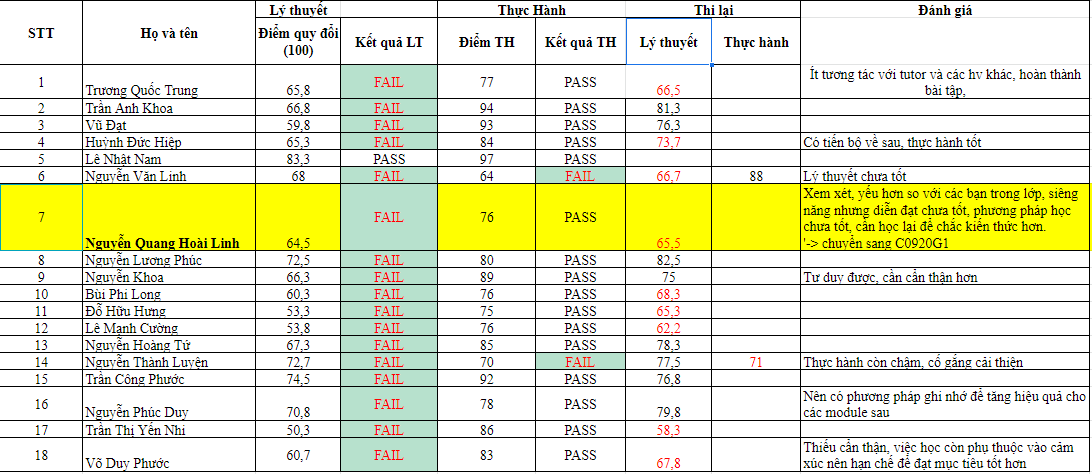 STT Họ và tên Lý thuyết Thực Hành Thi lại Đánh giá
Điểm quy đổi (100) Kết quả LT Điểm TH Kết quả TH Lý thuyết Thực hành
1 Trương Quốc Trung 65,8 FAIL 77 PASS 66,5 Ít tương tác với tutor và các hv khác, hoàn thành
bài tập,
2 Trần Anh Khoa 66,8 FAIL 94 PASS 81,3
3 Vũ Đạt 59,8 FAIL 93 PASS 76,3
4 Huỳnh Đức Hiệp 65,3 FAIL 84 PASS 73,7 Có tiến bộ về sau, thực hành tốt
5 Lê Nhật Nam 83,3 PASS 97 PASS
6 Nguyễn Văn Linh 68 FAIL 64 FAIL 66,7 88 Lý thuyết chưa tốt
7 Nguyễn Quang Hoài Linh 64,5 FAIL 76 PASS 65,5 Xem xét, yếu hơn so với các bạn trong lớp, siêng
năng nhưng diễn đạt chưa tốt, phương pháp học
chưa tốt, cần học lại để chắc kiến thức hơn.
'-> chuyển sang C0920G1
8 Nguyễn Lương Phúc 72,5 FAIL 80 PASS 82,5
9 Nguyễn Khoa 66,3 FAIL 89 PASS 75 Tư duy được, cần cẩn thận hơn
10 Bùi Phi Long 60,3 FAIL 76 PASS 68,3
11 Đỗ Hữu Hưng 53,3 FAIL 75 PASS 65,3
12 Lê Mạnh Cường 53,8 FAIL 76 PASS 62,2
13 Nguyễn Hoàng Tứ 67,3 FAIL 85 PASS 78,3
14 Nguyễn Thành Luyện 72,7 FAIL 70 FAIL 77,5 71 Thực hành còn chậm, cố gắng cải thiện
15 Trần Công Phước 74,5 FAIL 92 PASS 76,8
16 Nguyễn Phúc Duy 70,8 FAIL 78 PASS 79,8 Nên có phương pháp ghi nhớ để tăng hiệu quả cho
các module sau
17 Trần Thị Yến Nhi 50,3 FAIL 86 PASS 58,3
18 Võ Duy Phước 60,7 FAIL 83 PASS 67,8 Thiếu cẩn thận, việc học còn phụ thuộc vào cảm
xúc nên hạn chế để đạt mục tiêu tốt hơn